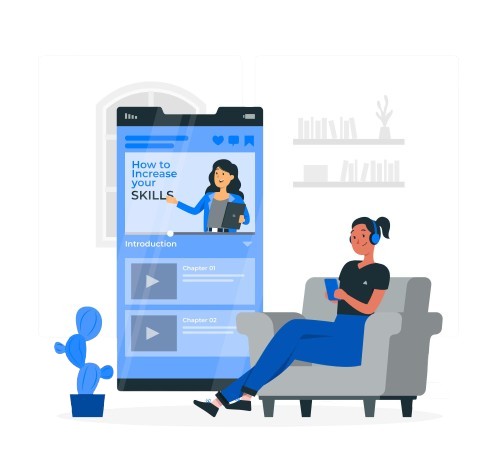 How to
Increase
your
SKILLS
Introduction
Chapter 01
Chapter 02